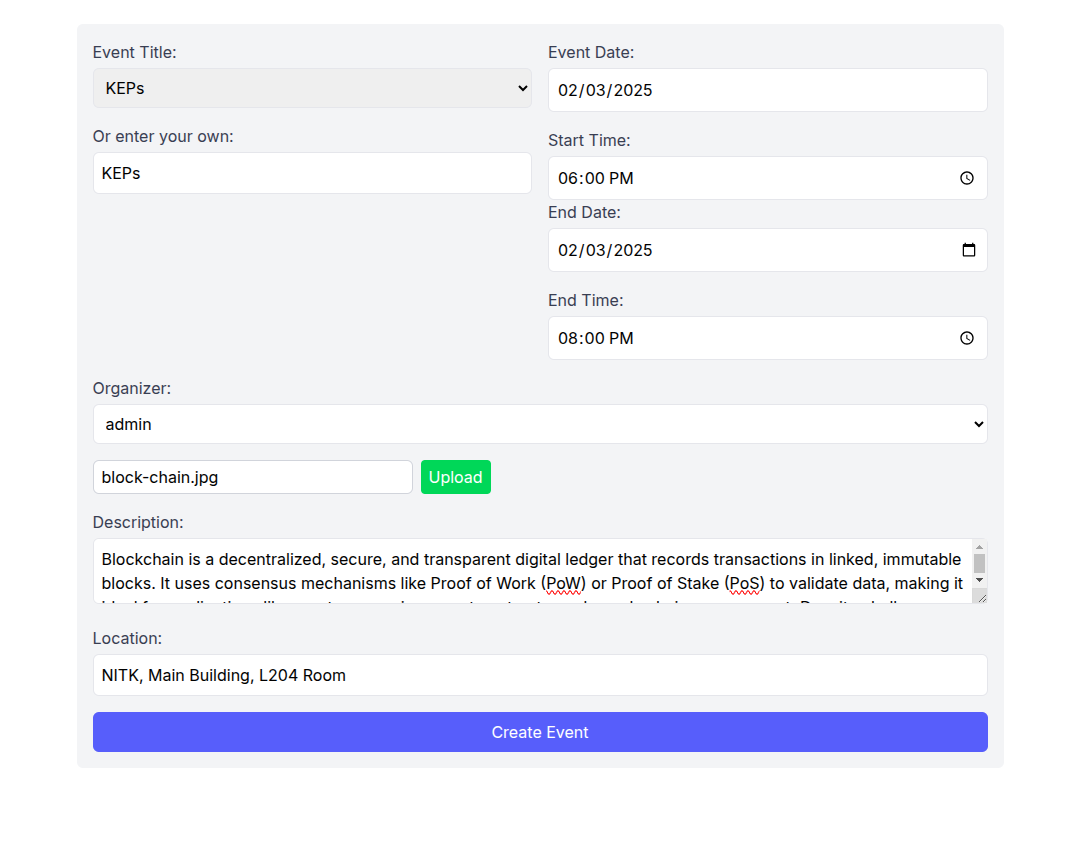 Event Title:
KEPs
Or enter your own:
KEPs
Event Date:
02/03/2025
Start Time:
06:00 PM
End Date:
02/03/2025
End Time:
08:00 PM
Organizer:
admin
block-chain.jpg
Upload
Description:
Blockchain is a decentralized, secure, and transparent digital ledger that records transactions in linked, immutable
blocks. It uses consensus mechanisms like Proof of Work (PoW) or Proof of Stake (PoS) to validate data, making it
Location:
NITK, Main Building, L204 Room
Create Event